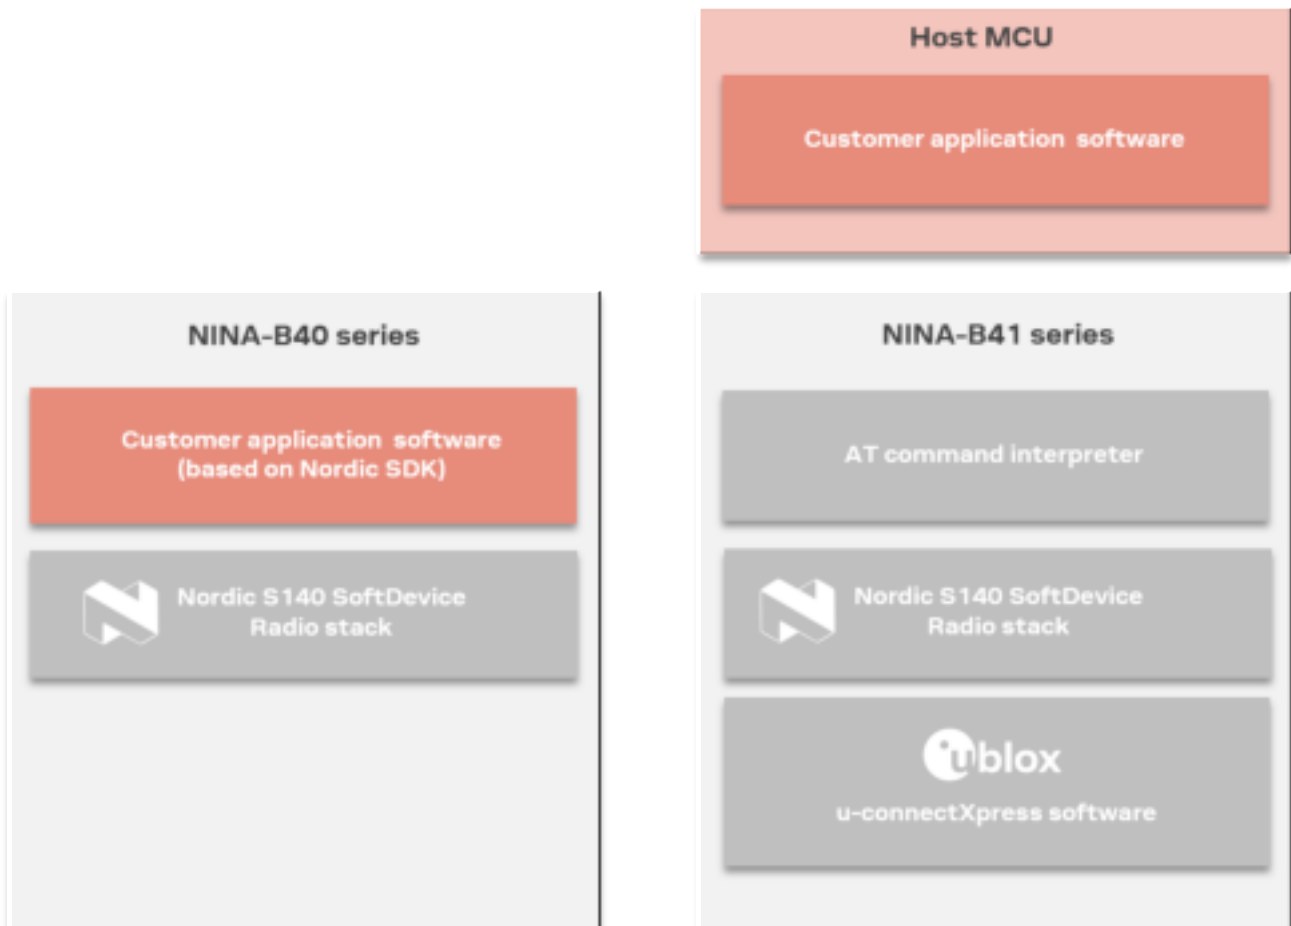 Host MCU
Customer application software
NINA-B40 series
Customer application software
(based on Nordic SDK)
Nordic S140 SoftDevice
Radio stack
NINA-B41 series
AT command interpreter
Nordic S140 SoftDevice
Radio stack
ublox
u-connectXpress software